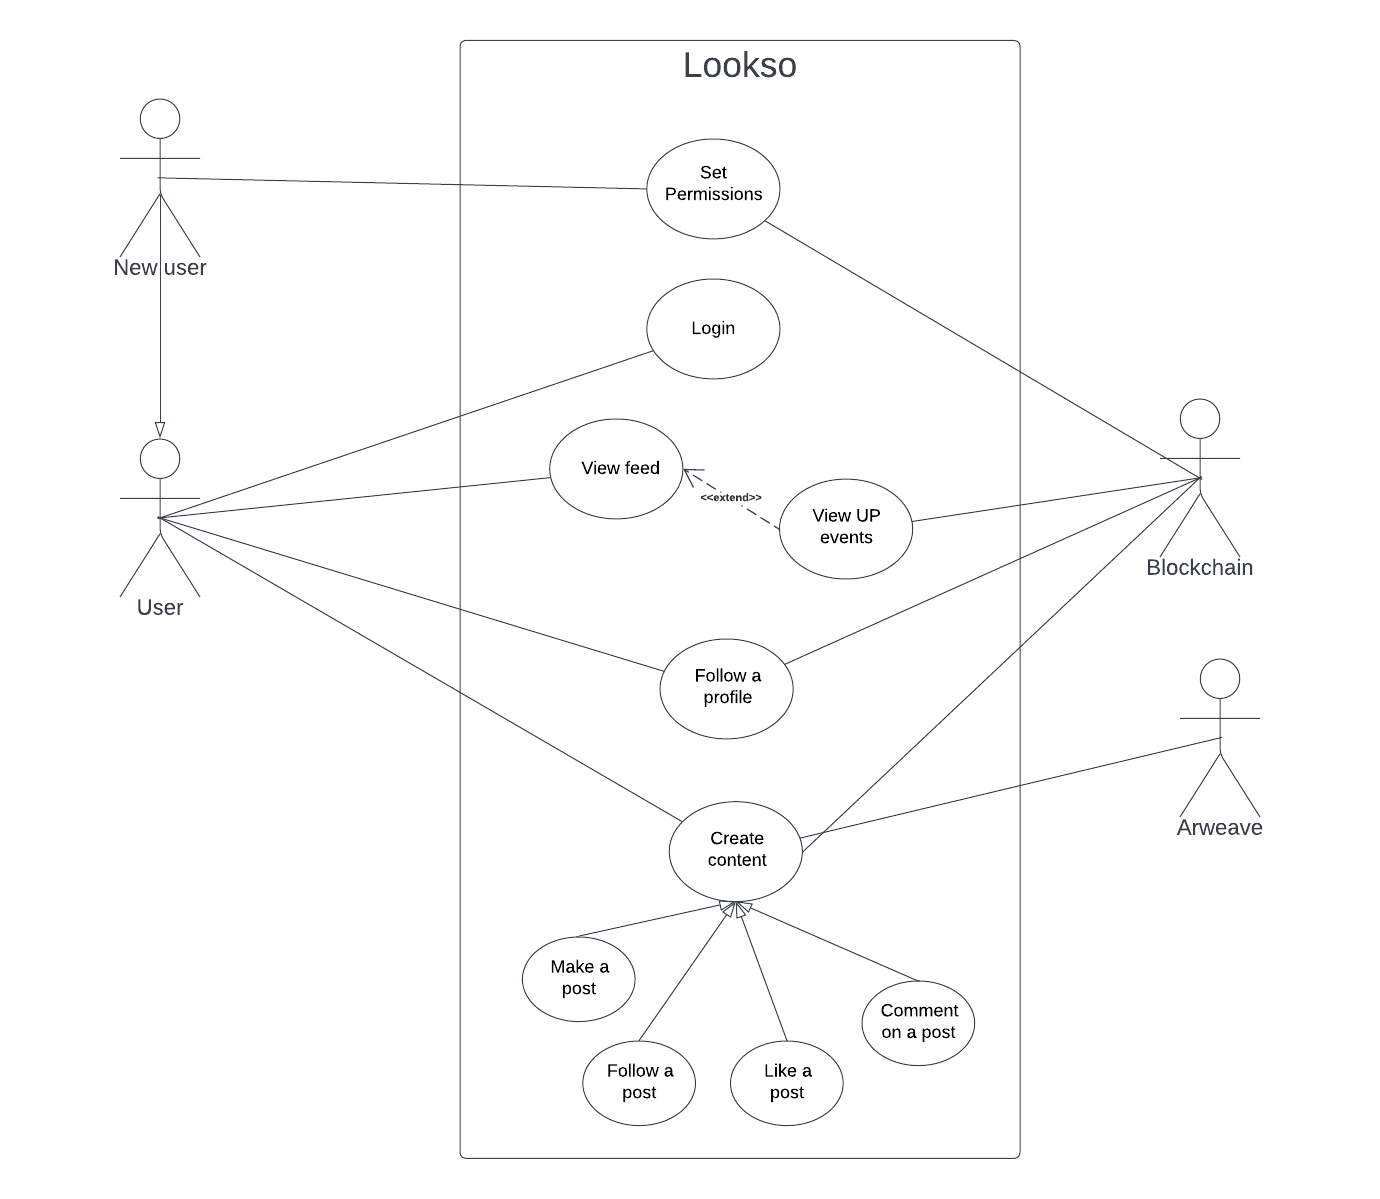 Lookso
Set
Permissions
New user
Login
View feed
<<extend>>
View UP
events
Blockchain
User
Follow a
profile
Arweave
Create
content
Make a
post
Comment
on a post
Follow a
post
Like a
post